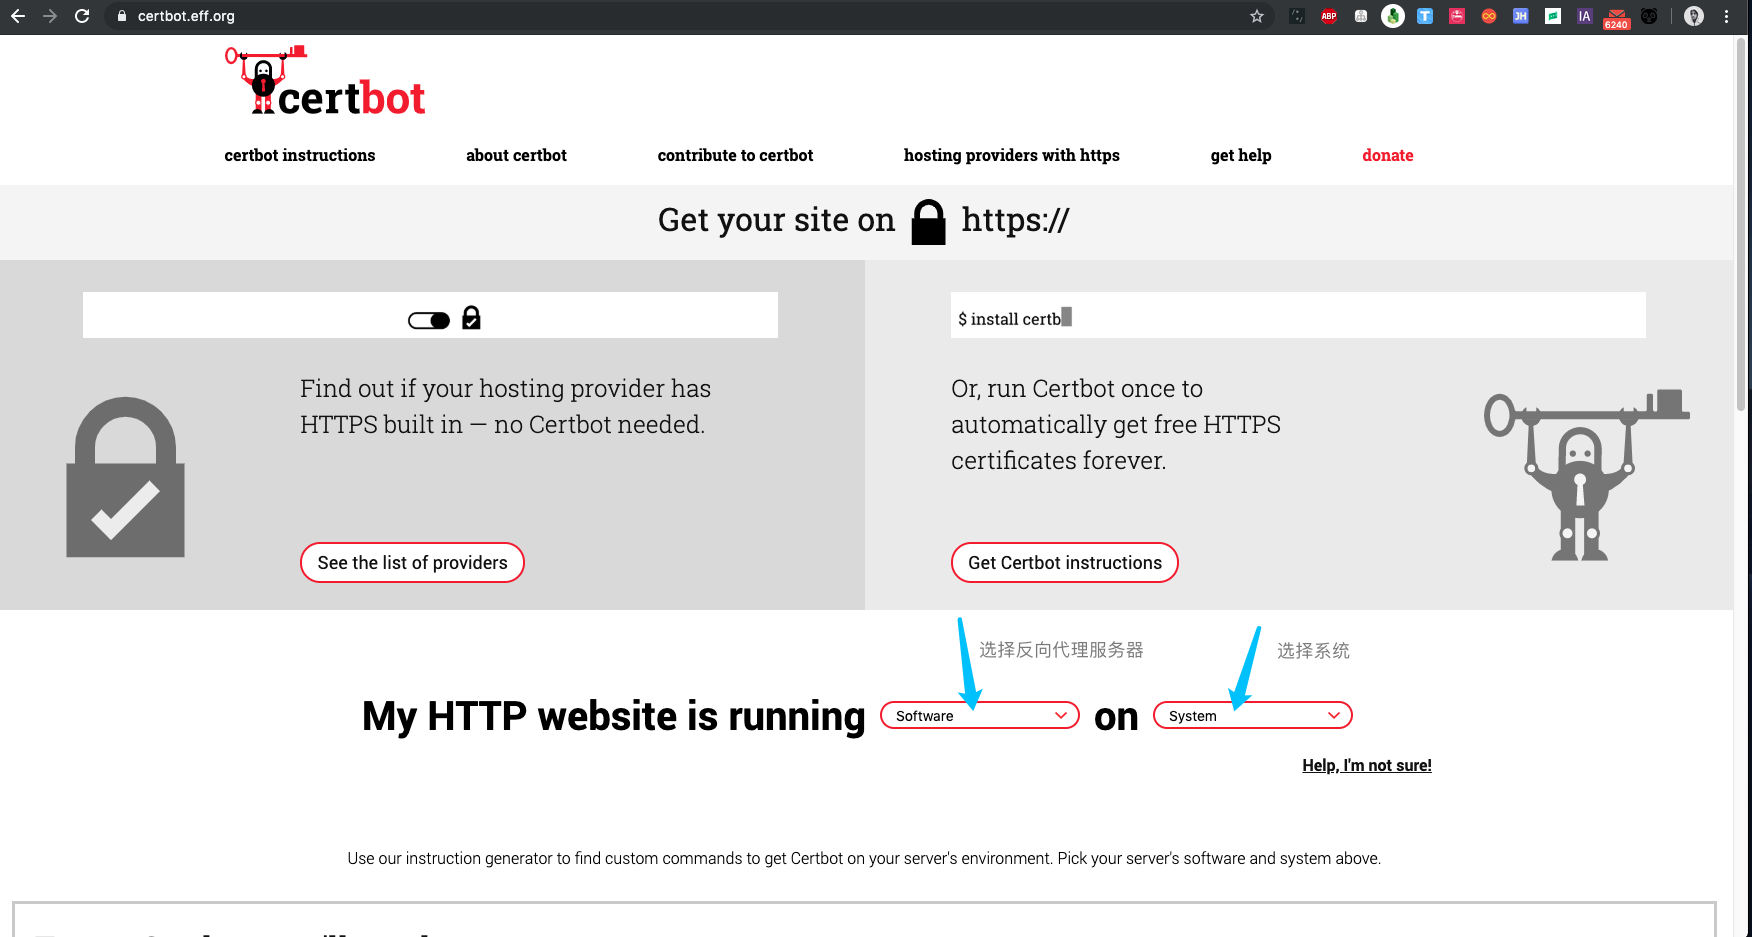 certbot.eff.org
ABP
JH
IA
6240
certbot
certbot instructions
about certbot
contribute to certbot
hosting providers with https
get help
donate
Get your site on https://
$ install certb
Find out if your hosting provider has
HTTPS built in — no Certbot needed.
See the list of providers
Or, run Certbot once to
automatically get free HTTPS
certificates forever.
Get Certbot instructions
选择反向代理服务器
选择系统
My HTTP website is running Software on System
Help, I'm not sure!
Use our instruction generator to find custom commands to get Certbot on your server's environment. Pick your server's software and system above.